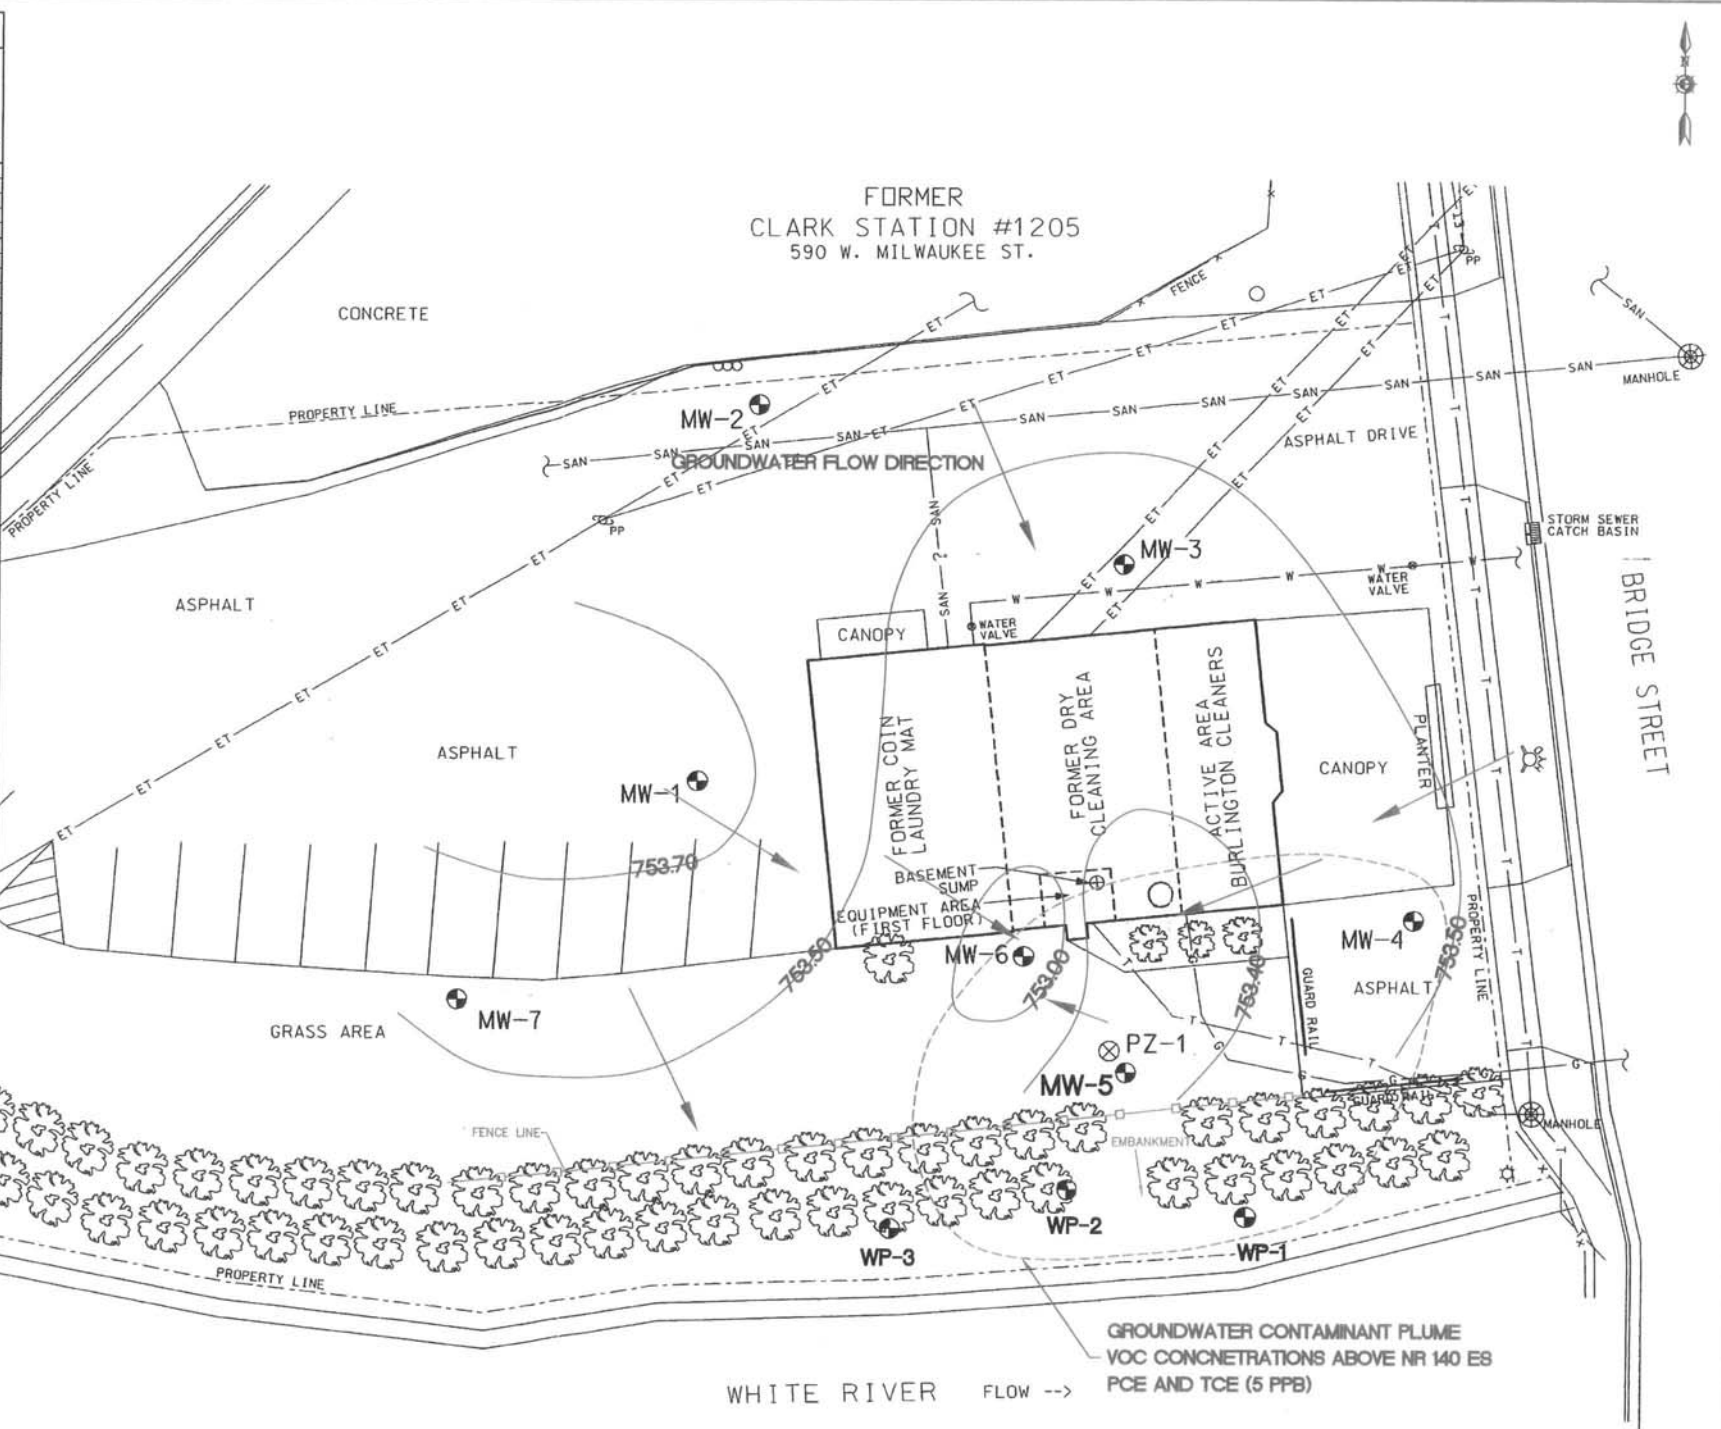 N
FORMER
CLARK STATION #1205
590 W. MILWAUKEE ST.
CONCRETE
FENCE
PP
ET
SAN
MANHOLE
PROPERTY LINE
MW-2
ASPHALT DRIVE
PROPERTY LINE
GROUNDWATER FLOW DIRECTION
PP
STORM SEWER
CATCH BASIN
MW-3
SAN ?
W
WATER
VALVE
BRIDGE STREET
ASPHALT
CANOPY
WATER
VALVE
FORMER COIN
LAUNDRY MAT
FORMER DRY
CLEANING AREA
ACTIVE AREA
BURLINGTON CLEANERS
CANOPY
PLANTER
ASPHALT
MW-1
753.70
BASEMENT
SUMP
EQUIPMENT AREA
(FIRST FLOOR)
753.50
MW-6
753.00
753.40
MW-4
753.50
PROPERTY LINE
GUARD RAIL
ASPHALT
MW-7
GRASS AREA
PZ-1
MW-5
T
G
GUARD RAIL
MANHOLE
FENCE LINE
EMBANKMENT
WP-2
WP-3
WP-1
PROPERTY LINE
GROUNDWATER CONTAMINANT PLUME
VOC CONCNETRATIONS ABOVE NR 140 ES
PCE AND TCE (5 PPB)
WHITE RIVER FLOW -->